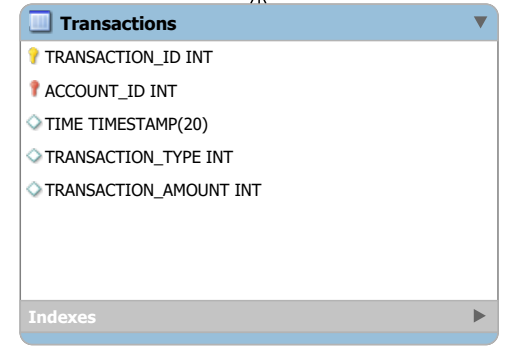 Transactions
TRANSACTION_ID INT
ACCOUNT_ID INT
TIME TIMESTAMP(20)
TRANSACTION_TYPE INT
TRANSACTION_AMOUNT INT
Indexes